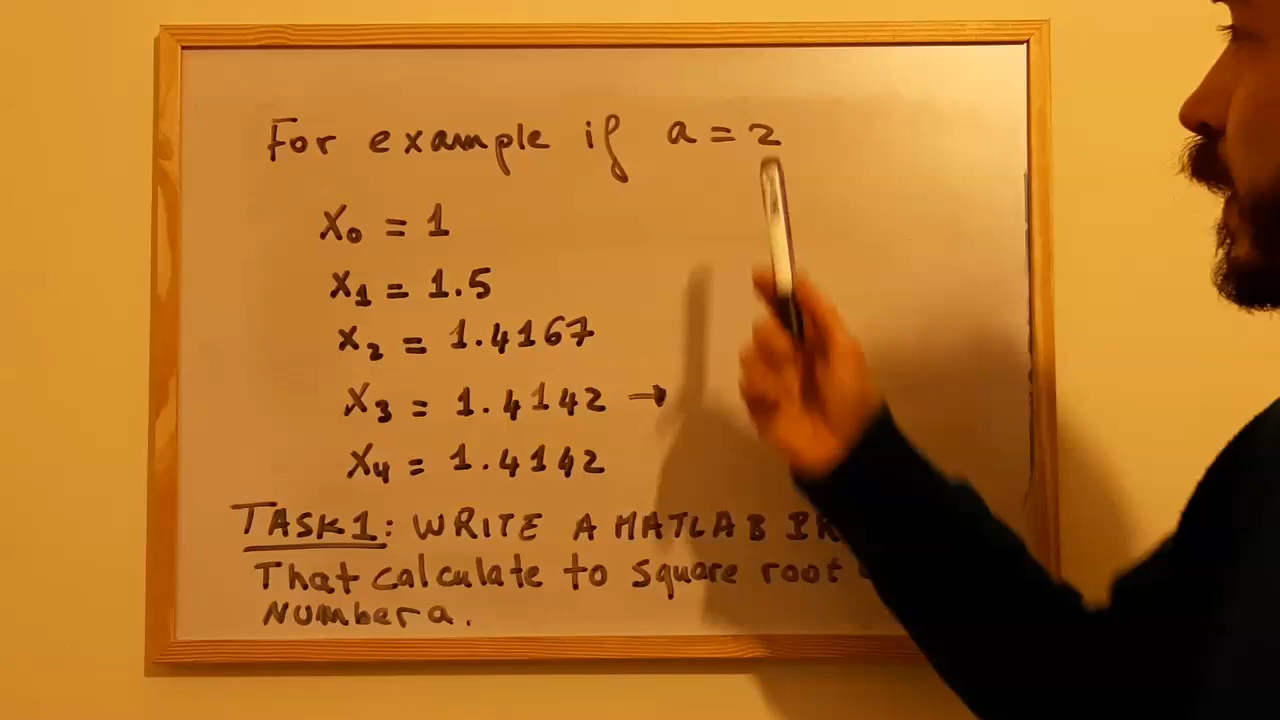 For example if a = 2
x₀ = 1
x₁ = 1.5
x₂ = 1.4167
x₃ = 1.4142 →
x₄ = 1.4142
TASK1: WRITE A MATLAB
That calculate to square root
Number a.